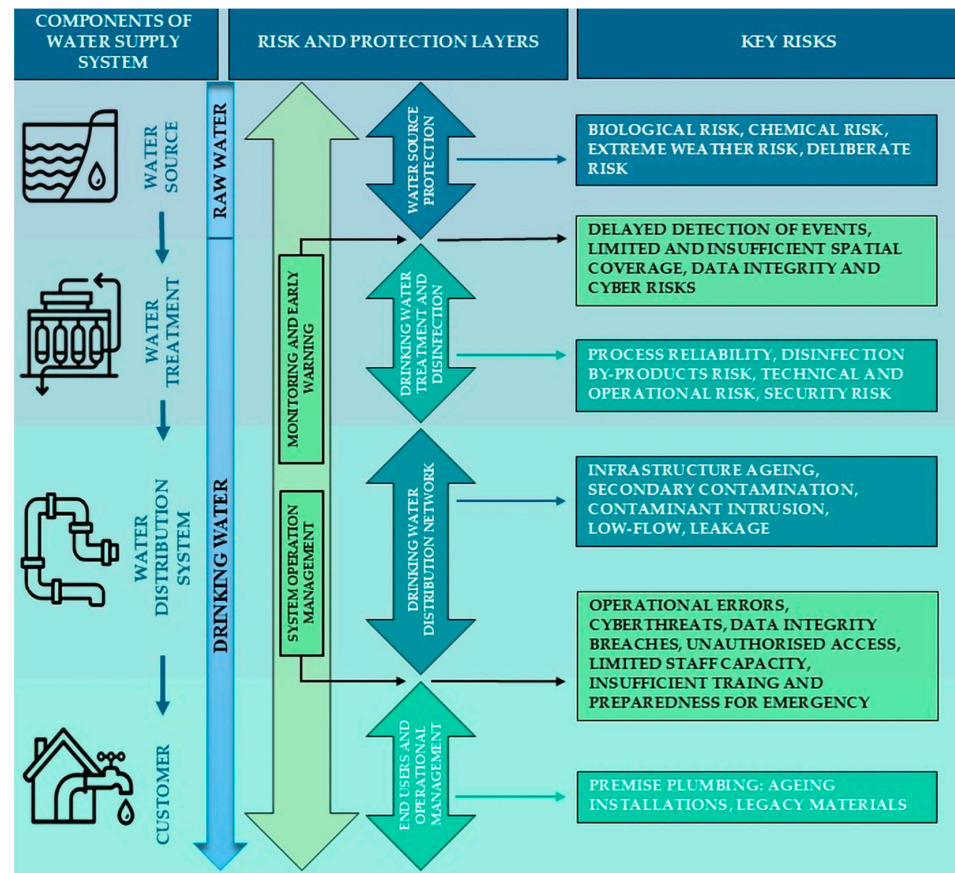 COMPONENTS OF
WATER SUPPLY
SYSTEM
RISK AND PROTECTION LAYERS
KEY RISKS
WATER
SOURCE
RAW WATER
WATER SOURCE
PROTECTION
BIOLOGICAL RISK, CHEMICAL RISK,
EXTREME WEATHER RISK, DELIBERATE
RISK
WATER
TREATMENT
MONITORING AND EARLY
WARNING
DRINKING WATER
TREATMENT AND
DISINFECTION
DELAYED DETECTION OF EVENTS,
LIMITED AND INSUFFICIENT SPATIAL
COVERAGE, DATA INTEGRITY AND
CYBER RISKS
PROCESS RELIABILITY, DISINFECTION
BY-PRODUCTS RISK, TECHNICAL AND
OPERATIONAL RISK, SECURITY RISK
WATER
DISTRIBUTION
SYSTEM
DRINKING WATER
SYSTEM OPERATION
MANAGEMENT
DRINKING WATER
DISTRIBUTION NETWORK
INFRASTRUCTURE AGEING,
SECONDARY CONTAMINATION,
CONTAMINANT INTRUSION,
LOW-FLOW, LEAKAGE
OPERATIONAL ERRORS,
CYBERTHREATS, DATA INTEGRITY
BREACHES, UNAUTHORISED ACCESS,
LIMITED STAFF CAPACITY,
INSUFFICIENT TRAING AND
PREPAREDNESS FOR EMERGENCY
CUSTOMER
END USERS AND
OPERATIONAL
MANAGEMENT
PREMISE PLUMBING: AGEING
INSTALLATIONS, LEGACY MATERIALS